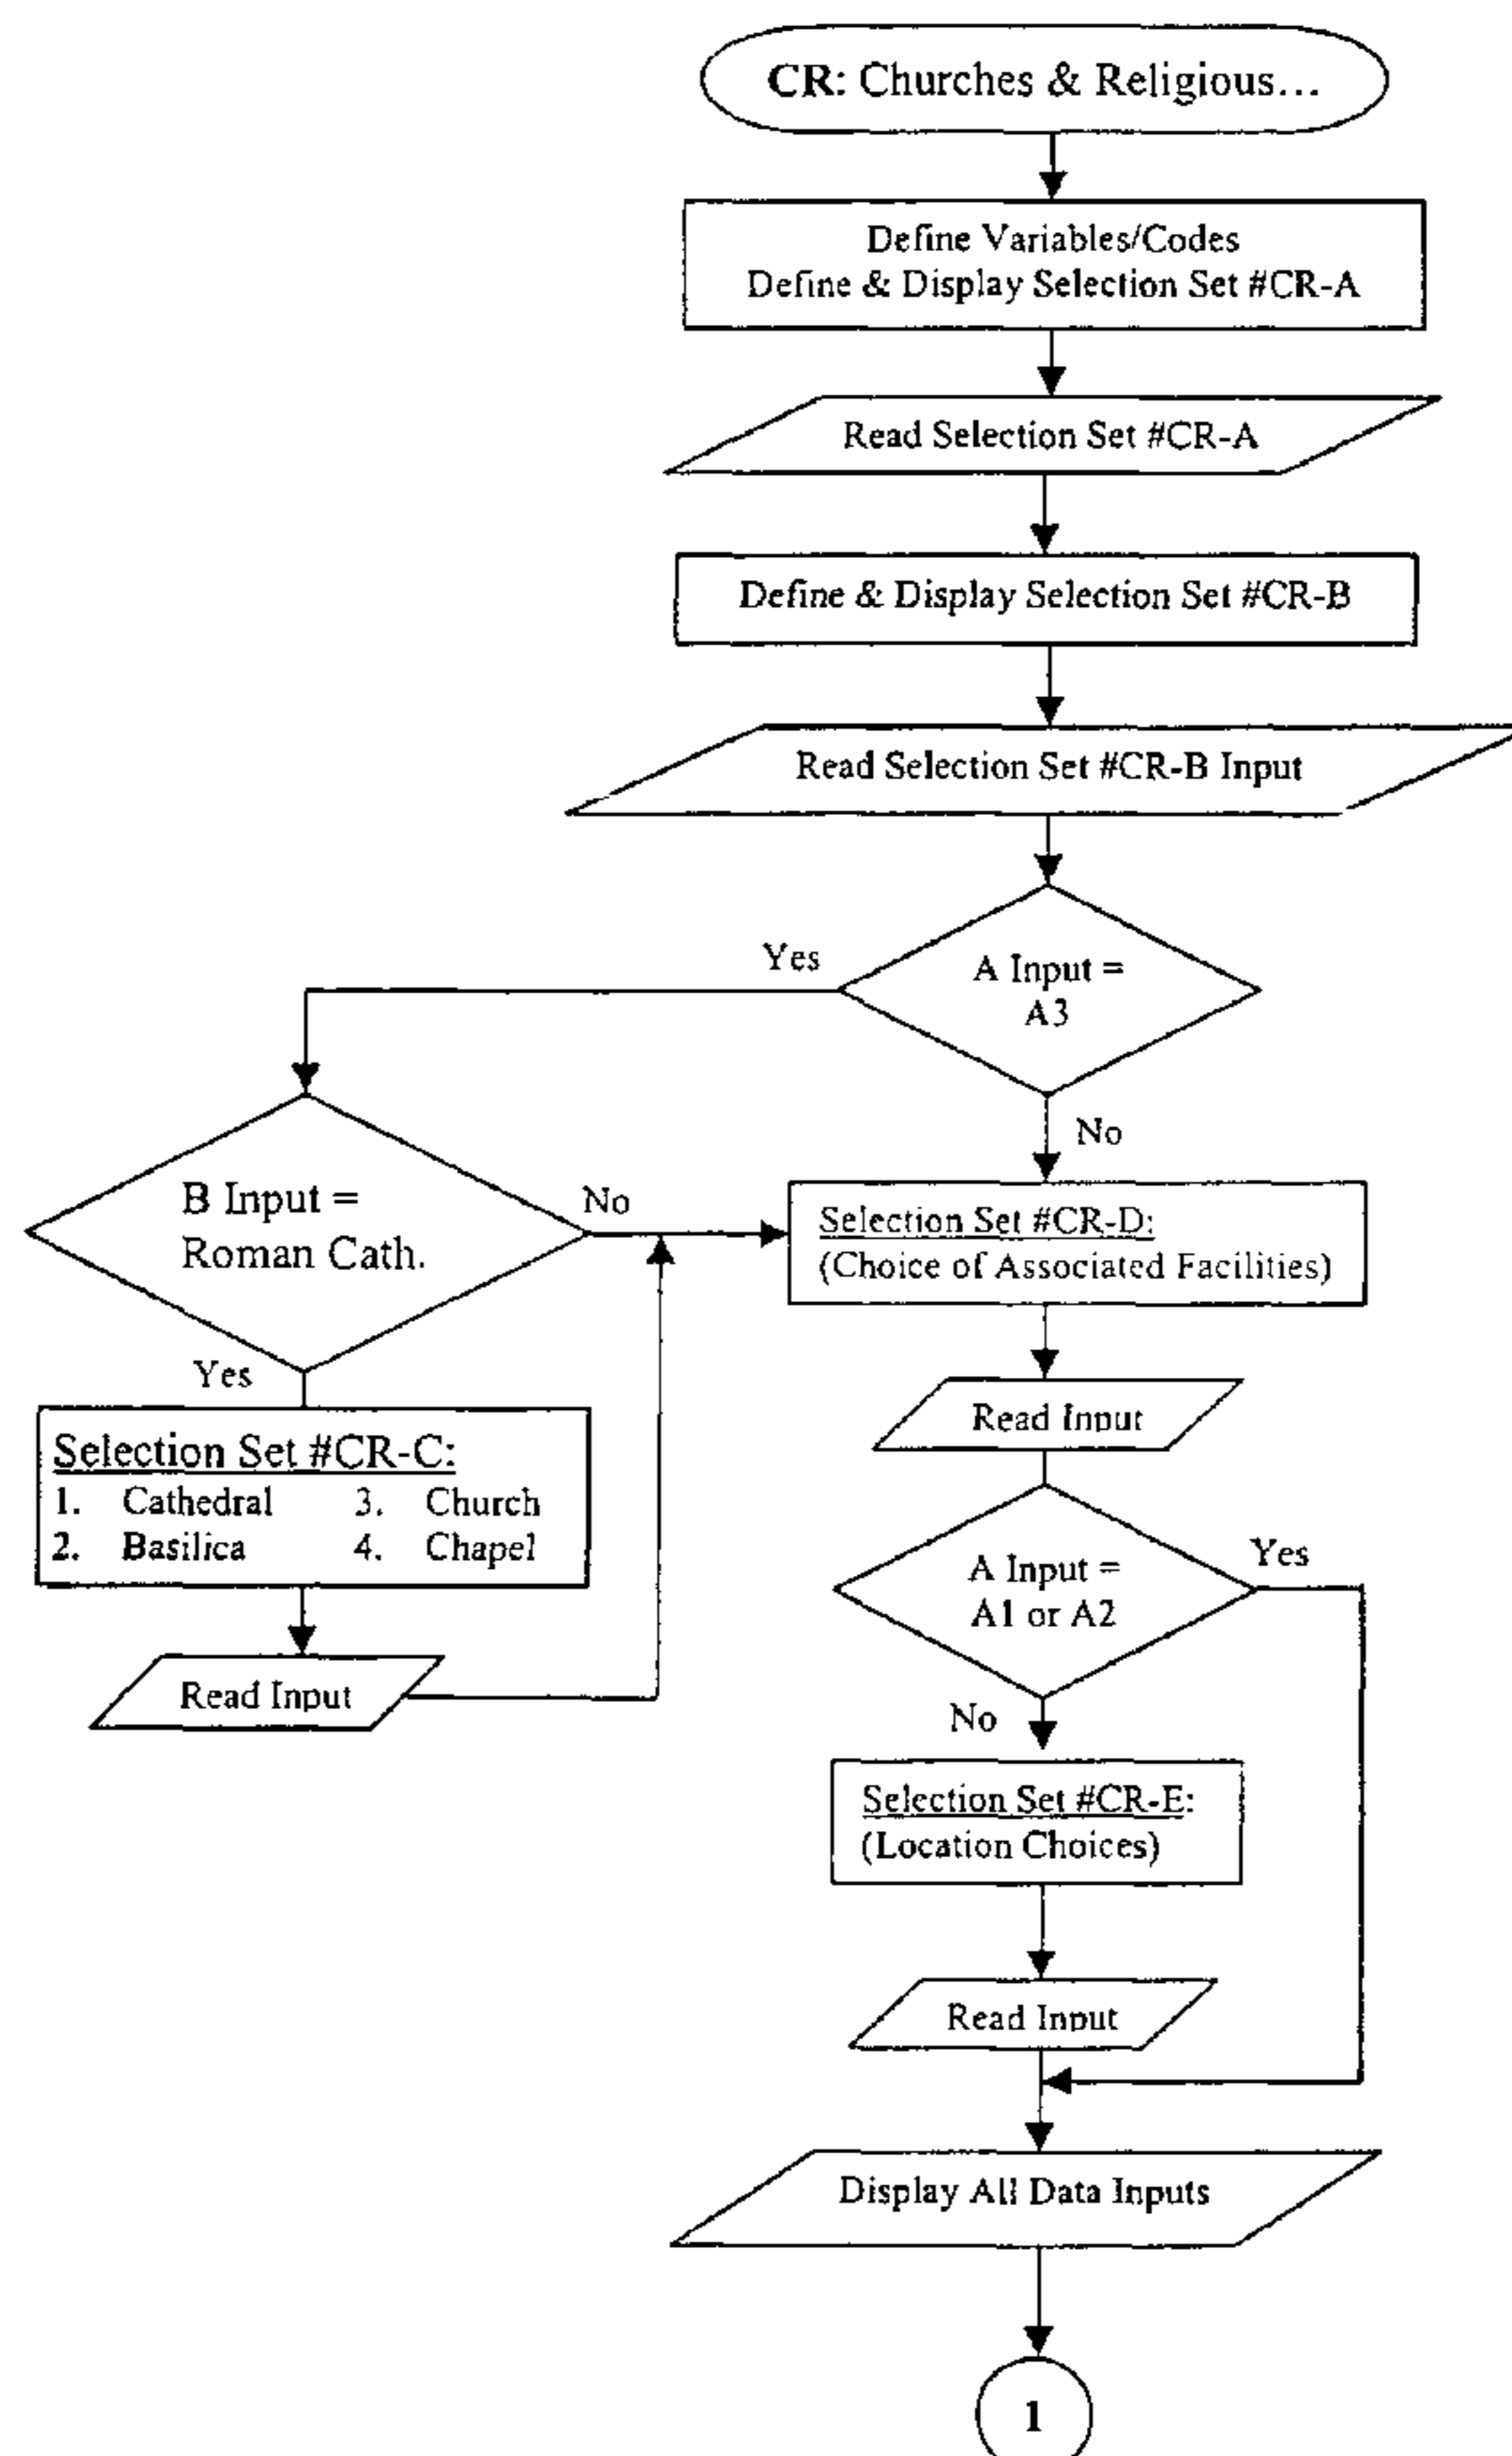 CR: Churches & Religious...
Define Variables/Codes
Define & Display Selection Set #CR-A
Read Selection Set #CR-A
Define & Display Selection Set #CR-B
Read Selection Set #CR-B Input
Yes
A Input =
A3
No
B Input =
Roman Cath.
No
Yes
Selection Set #CR-D:
(Choice of Associated Facilities)
Selection Set #CR-C:
1. Cathedral 3. Church
2. Basilica 4. Chapel
Read Input
Read Input
A Input =
A1 or A2
Yes
No
Selection Set #CR-E:
(Location Choices)
Read Input
Display All Data Inputs
1